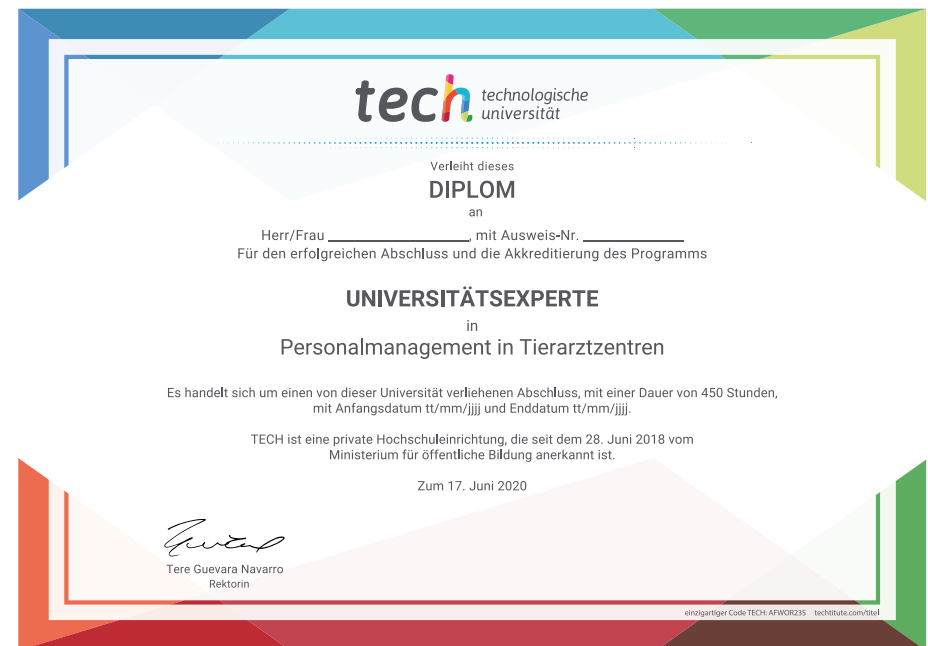 tech technologische
universität
Verleiht dieses
DIPLOM
an
Herr/Frau ____________, mit Ausweis-Nr. ____________
Für den erfolgreichen Abschluss und die Akkreditierung des Programms
UNIVERSITÄTSEXPERTE
in
Personalmanagement in Tierarztzentren
Es handelt sich um einen von dieser Universität verliehenen Abschluss, mit einer Dauer von 450 Stunden,
mit Anfangsdatum tt/mm/jjjj und Enddatum tt/mm/jjjj.
TECH ist eine private Hochschuleinrichtung, die seit dem 28. Juni 2018 vom
Ministerium für öffentliche Bildung anerkannt ist.
Zum 17. Juni 2020
Tere Guevara Navarro
Rektorin
einzigartiger Code TECH: AFWOR23S techtitute.com/titel